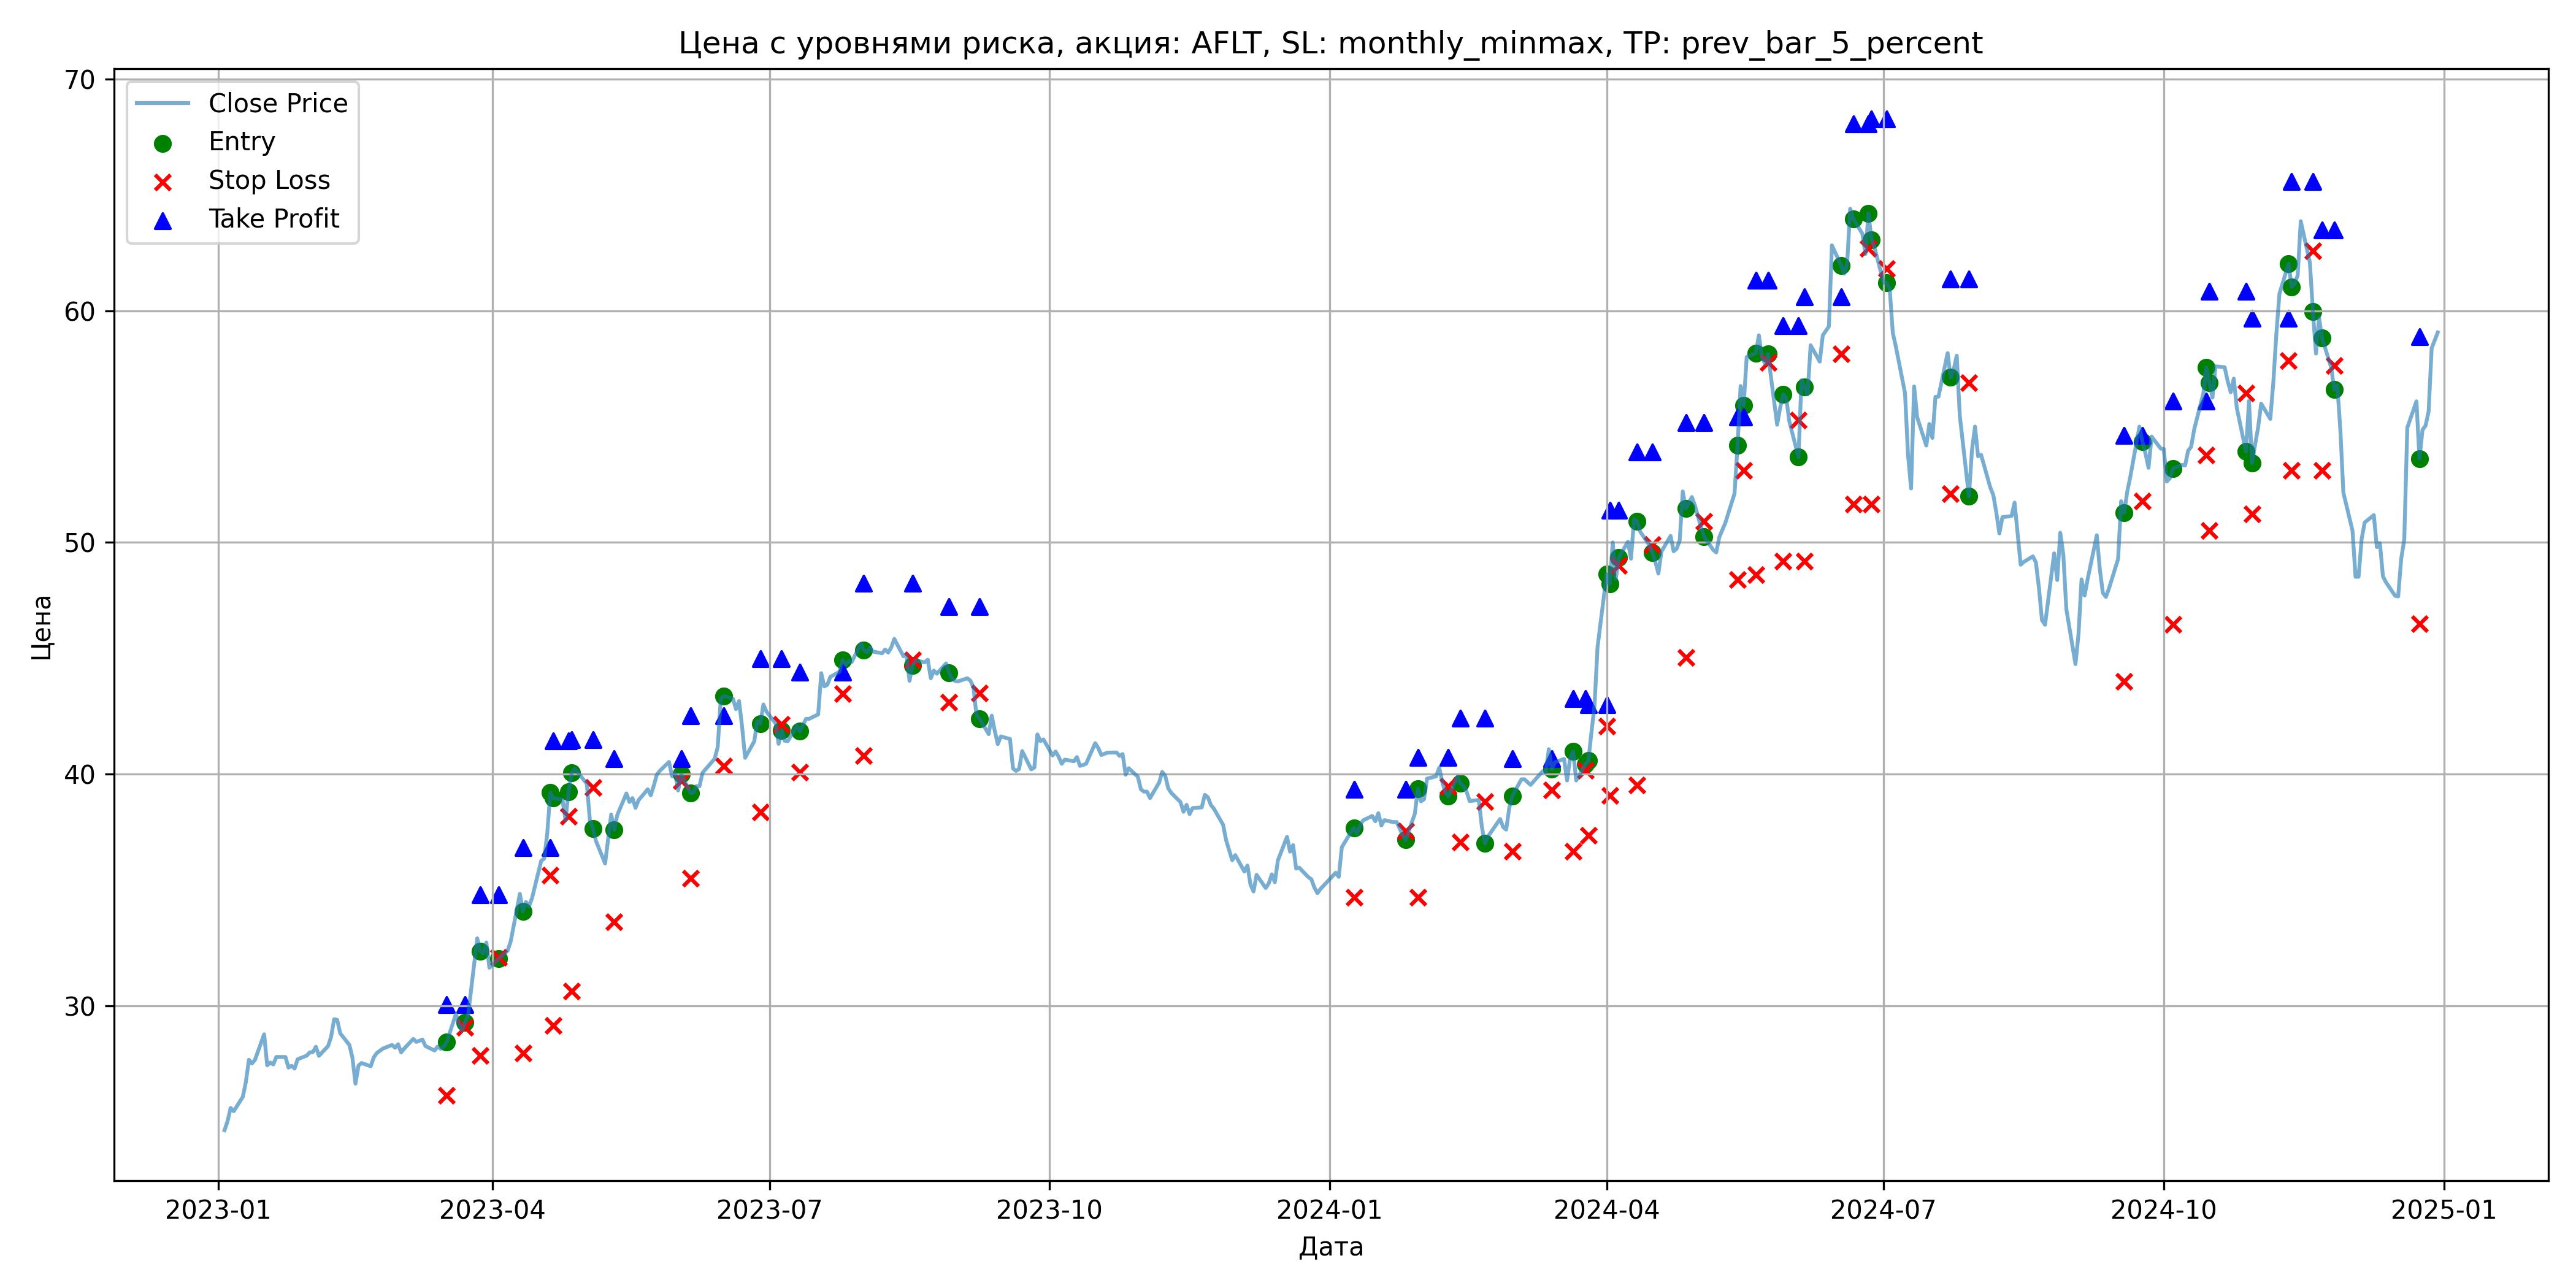 Цена с уровнями риска, акция: AFLT, SL: monthly_minmax, TP: prev_bar_5_percent
Close Price
Entry
Stop Loss
Take Profit
Цена
70
60
50
40
30
2023-01
2023-04
2023-07
2023-10
2024-01
2024-04
2024-07
2024-10
2025-01
Дата